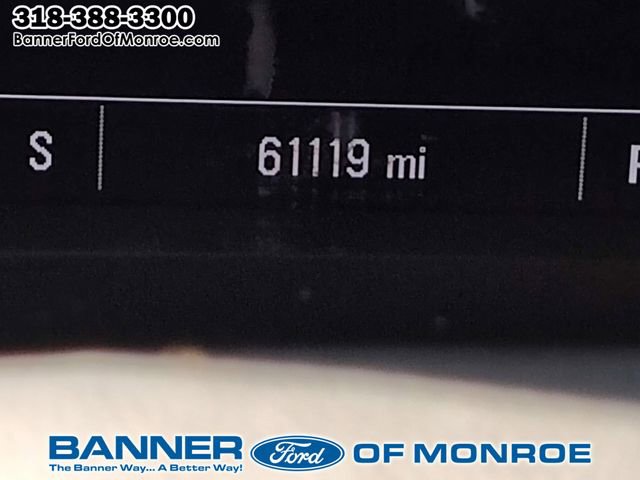 318-388-3300
BannerFordOfMonroe.com
S 61119 mi
BANNER Ford OF MONROE
The Banner Way... A Better Way!